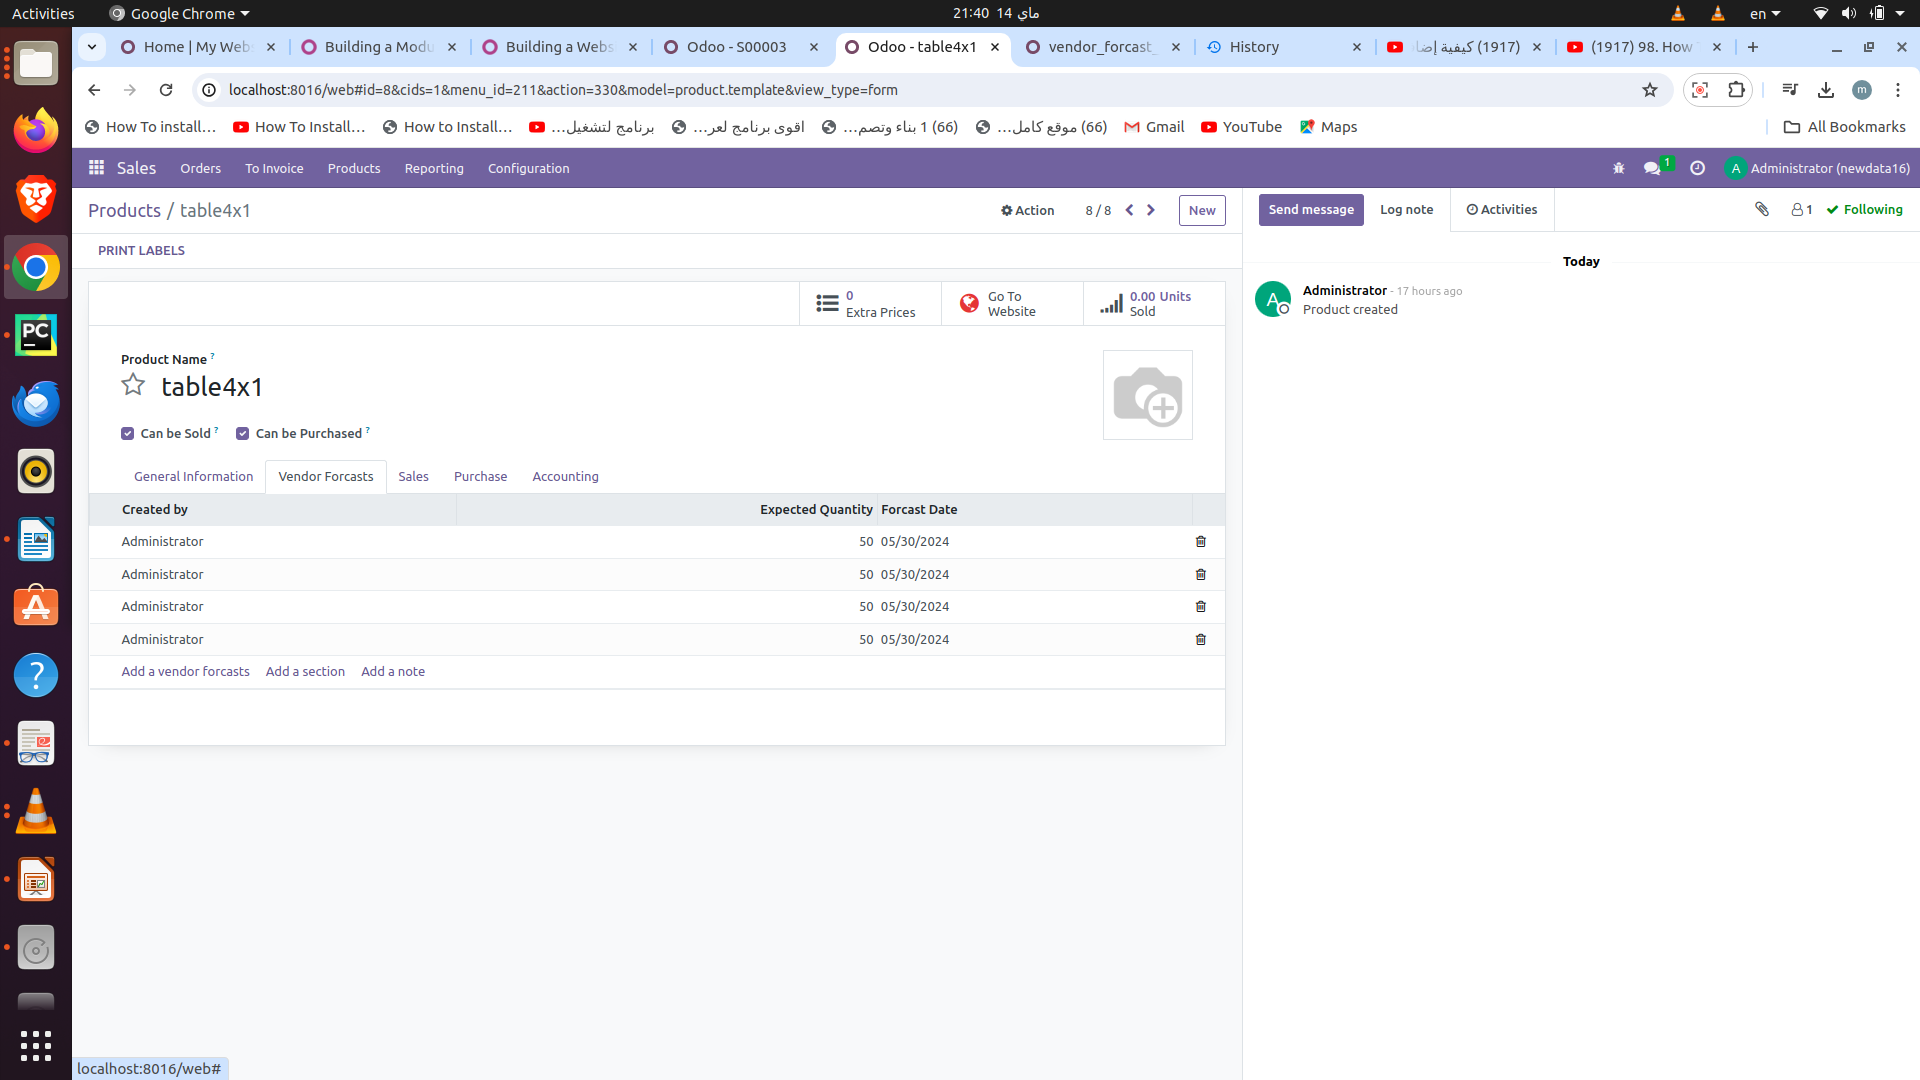 Activities
Google Chrome
21:40 14 ماي
en
Home | My Webs
Building a Modu
Building a Webs
Odoo - S00003
Odoo - table4x1
vendor_forcast_
History
(1917) كيفية إضا
(1917) 98. How T
localhost:8016/web#id=8&cids=1&menu_id=211&action=330&model=product.template&view_type=form
m
How To install…
How To Install…
How to Install…
برنامج لتشغيل…
اقوى برنامج لعر…
(66) 1 بناء وتصم…
(66) موقع كامل…
Gmail
YouTube
Maps
All Bookmarks
Sales
Orders
To Invoice
Products
Reporting
Configuration
1
A
Administrator (newdata16)
Products / table4x1
Action
8 / 8
New
Send message
Log note
Activities
1
Following
PRINT LABELS
Today
0
Extra Prices
Go To
Website
0.00 Units
Sold
A
Administrator - 17 hours ago
Product created
Product Name ?
table4x1
Can be Sold ?
Can be Purchased ?
General Information
Vendor Forcasts
Sales
Purchase
Accounting
Created by
Expected Quantity
Forcast Date
Administrator 50 05/30/2024
Administrator 50 05/30/2024
Administrator 50 05/30/2024
Administrator 50 05/30/2024
Add a vendor forcasts
Add a section
Add a note
PC
localhost:8016/web#